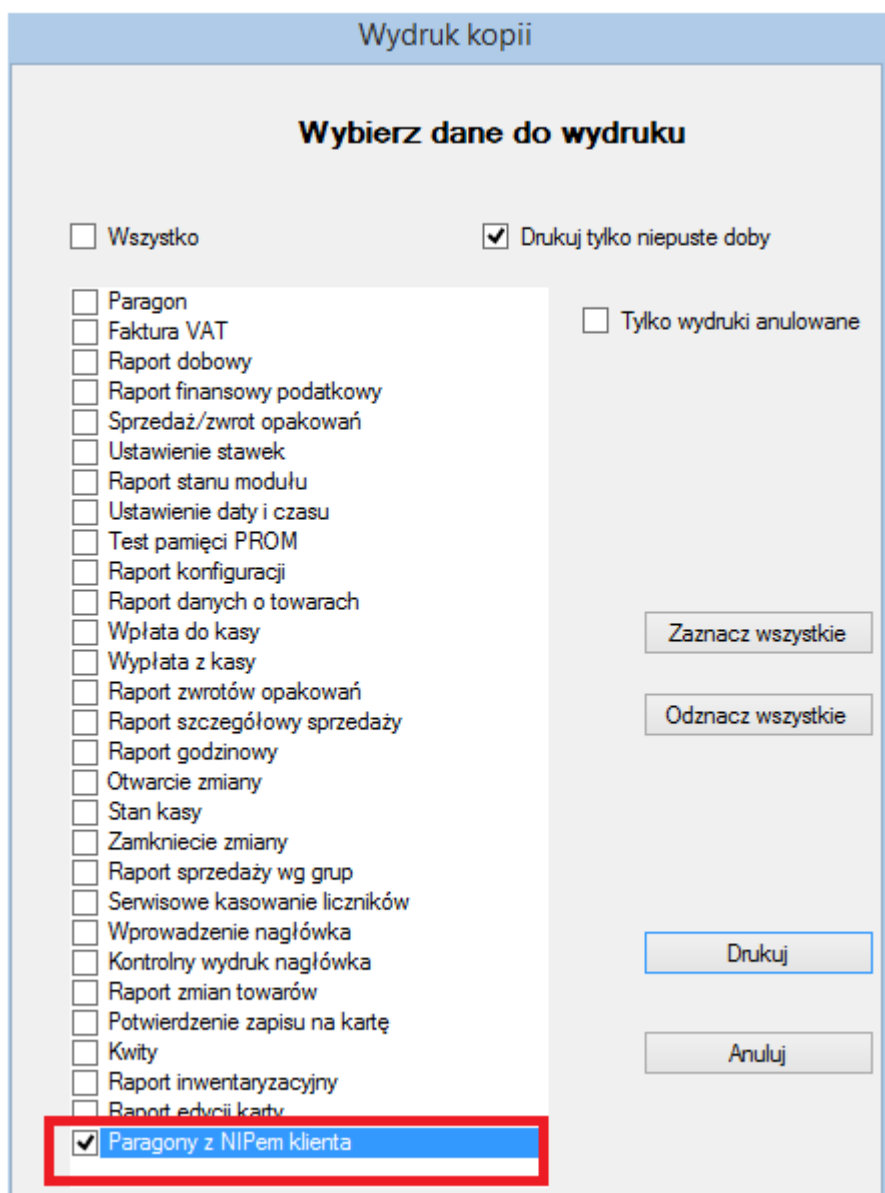 Wydruk kopii
Wybierz dane do wydruku
Wszystko
Drukuj tylko niepuste doby
Paragon
Tylko wydruki anulowane
Faktura VAT
Raport dobowy
Raport finansowy podatkowy
Sprzedaż/zwrot opakowań
Ustawienie stawek
Raport stanu modułu
Ustawienie daty i czasu
Test pamięci PROM
Raport konfiguracji
Raport danych o towarach
Wpłata do kasy
Zaznacz wszystkie
Wypłata z kasy
Raport zwrotów opakowań
Raport szczegółowy sprzedaży
Odznacz wszystkie
Raport godzinowy
Otwarcie zmiany
Stan kasy
Zamkniecie zmiany
Raport sprzedaży wg grup
Serwisowe kasowanie liczników
Wprowadzenie nagłówka
Drukuj
Kontrolny wydruk nagłówka
Raport zmian towarów
Potwierdzenie zapisu na kartę
Kwity
Anuluj
Raport inwentaryzacyjny
Raport edycji karty
Paragony z NIPem klienta